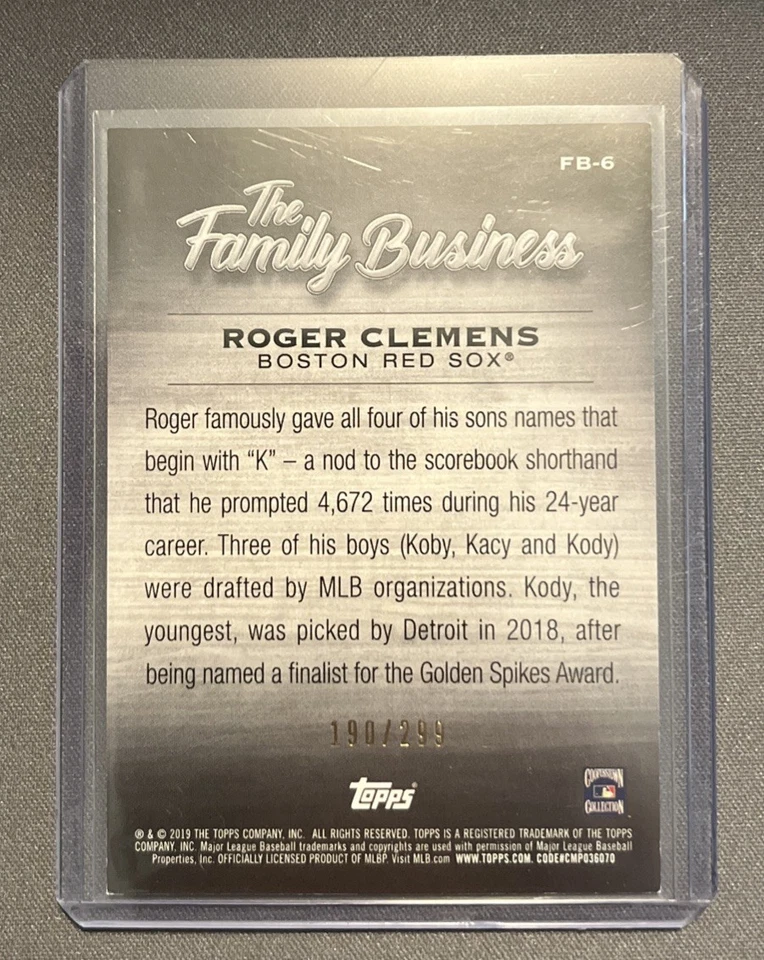 FB-6
The
Family Business
ROGER CLEMENS
BOSTON RED SOX®
Roger famously gave all four of his sons names that
begin with “K” – a nod to the scorebook shorthand
that he prompted 4,672 times during his 24-year
career. Three of his boys (Koby, Kacy and Kody)
were drafted by MLB organizations. Kody, the
youngest, was picked by Detroit in 2018, after
being named a finalist for the Golden Spikes Award.
190/299
topps®
COOPERSTOWN
COLLECTION
® & © 2019 THE TOPPS COMPANY, INC. ALL RIGHTS RESERVED. TOPPS IS A REGISTERED TRADEMARK OF THE TOPPS
COMPANY, INC. Major League Baseball trademarks and copyrights are used with permission of Major League Baseball
Properties, Inc. OFFICIALLY LICENSED PRODUCT OF MLBP. Visit MLB.com WWW.TOPPS.COM. CODE#CMP036070